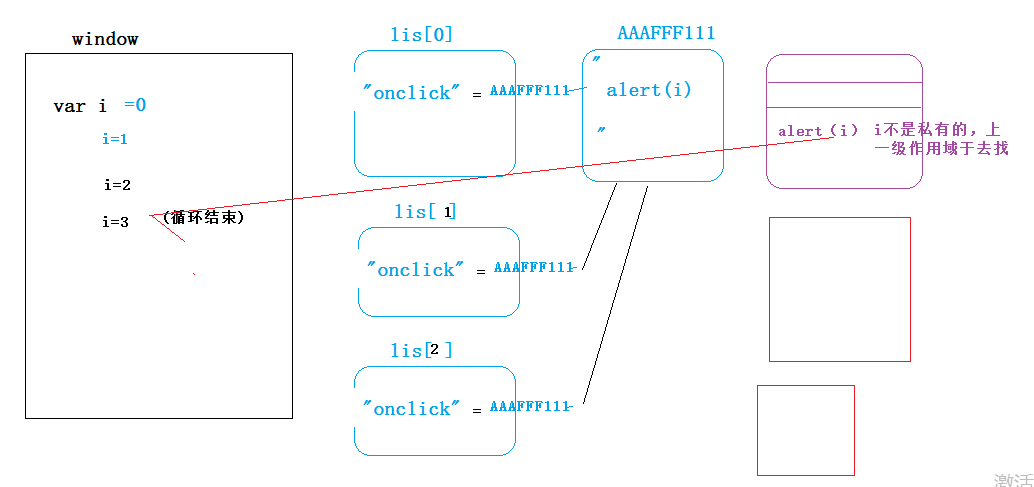 window
var i =0
i=1
i=2
i=3
(循环结束)
lis[0]
"onclick" = AAAFFF111
lis[ 1]
"onclick" = AAAFFF111
lis[2 ]
"onclick" = AAAFFF111
AAAFFF111
"
alert(i)
"
alert（i） i不是私有的，上
一级作用域于去找
激活